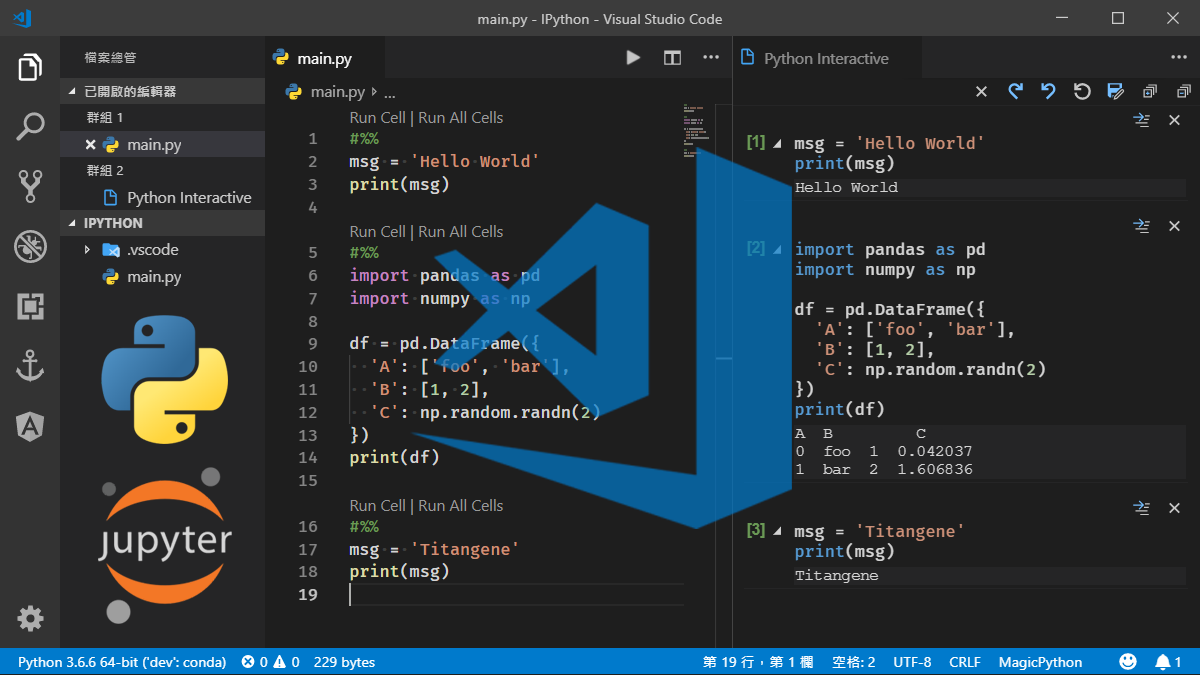 main.py - IPython - Visual Studio Code
檔案總管
已開啟的編輯器
群組 1
main.py
群組 2
Python Interactive
IPYTHON
.vscode
main.py
jupyter
main.py
main.py ...
Run Cell | Run All Cells
1 #%%
2 msg = 'Hello World'
3 print(msg)
4
Run Cell | Run All Cells
5 #%%
6 import pandas as pd
7 import numpy as np
8
9 df = pd.DataFrame({
10 'A': ['foo', 'bar'],
11 'B': [1, 2],
12 'C': np.random.randn(2)
13 })
14 print(df)
15
Run Cell | Run All Cells
16 #%%
17 msg = 'Titangene'
18 print(msg)
19
Python Interactive
[1] msg = 'Hello World'
print(msg)
Hello World
[2] import pandas as pd
import numpy as np
df = pd.DataFrame({
'A': ['foo', 'bar'],
'B': [1, 2],
'C': np.random.randn(2)
})
print(df)
A B C
0 foo 1 0.042037
1 bar 2 1.606836
[3] msg = 'Titangene'
print(msg)
Titangene
Python 3.6.6 64-bit ('dev': conda) 0 0 229 bytes 第 19 行，第 1 欄 空格: 2 UTF-8 CRLF MagicPython 1